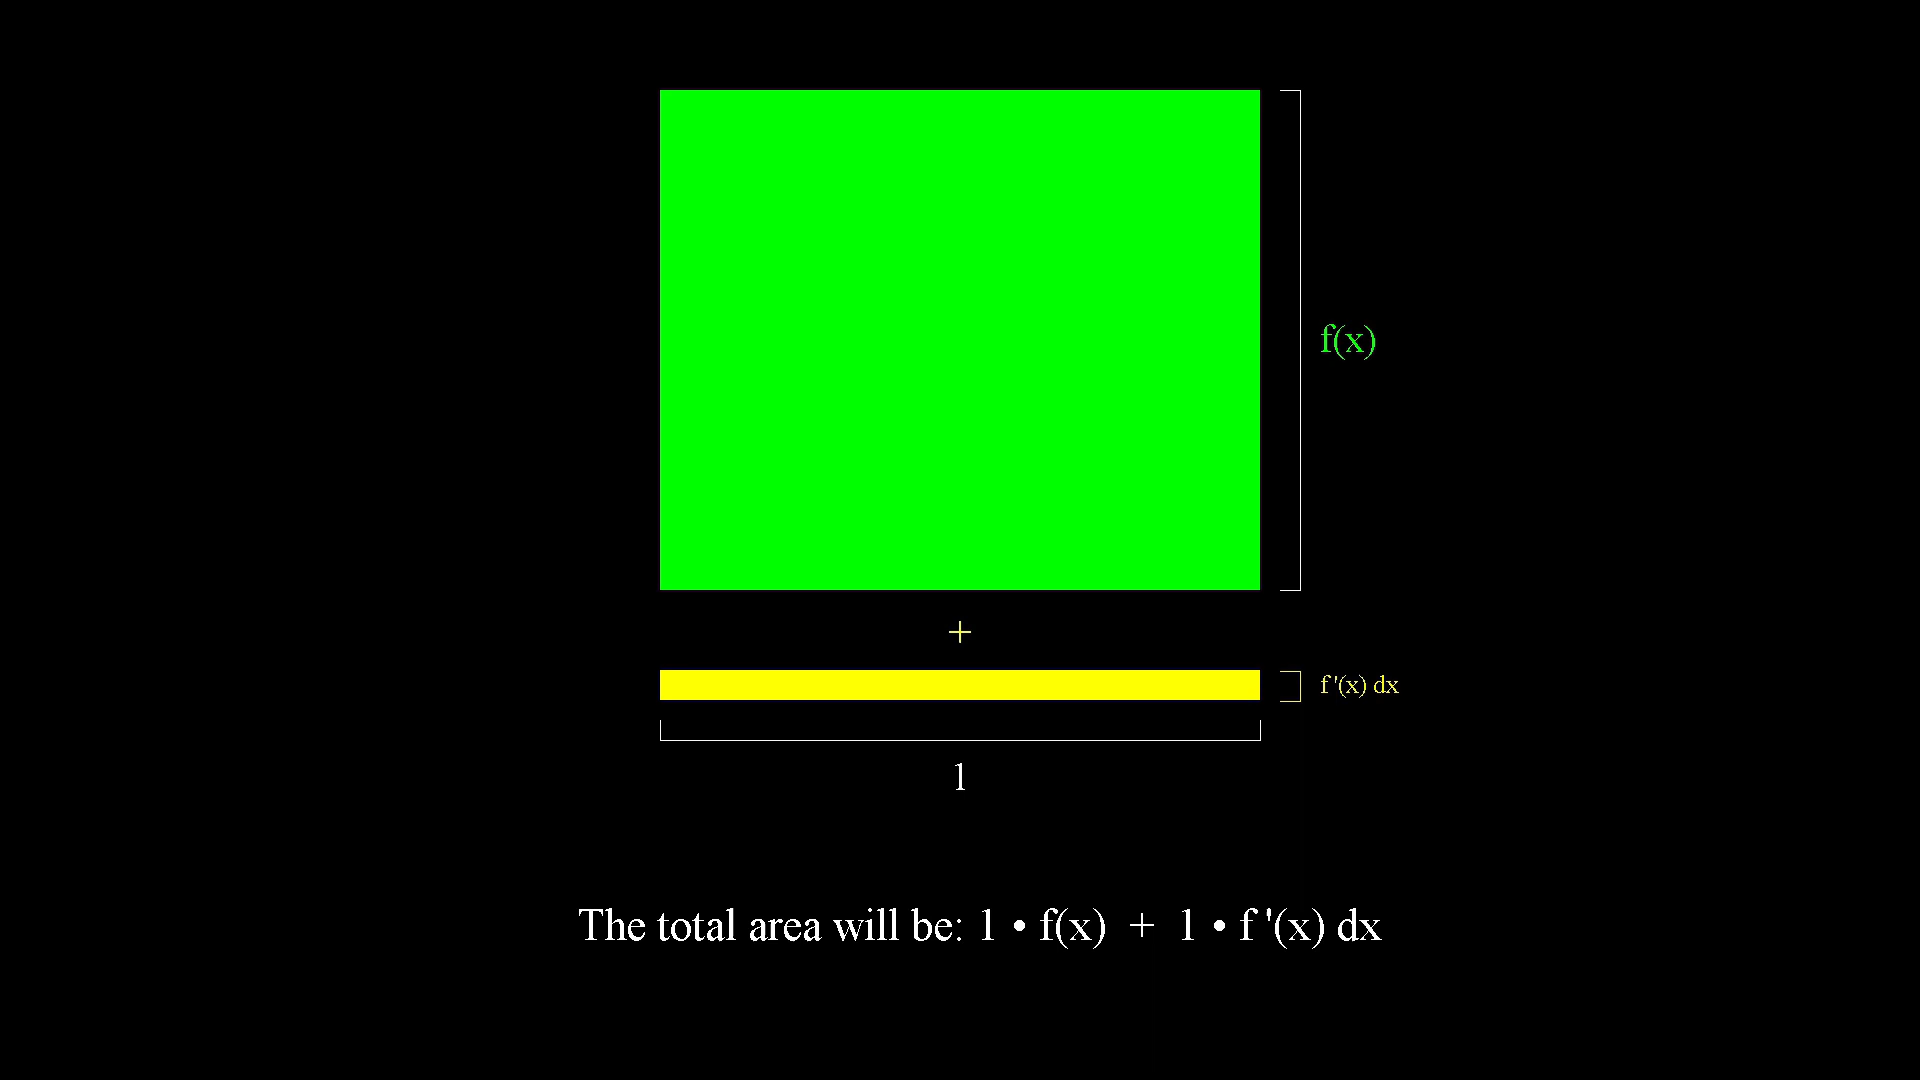 f(x)
+
f '(x) dx
1
The total area will be: 1 • f(x) + 1 • f '(x) dx